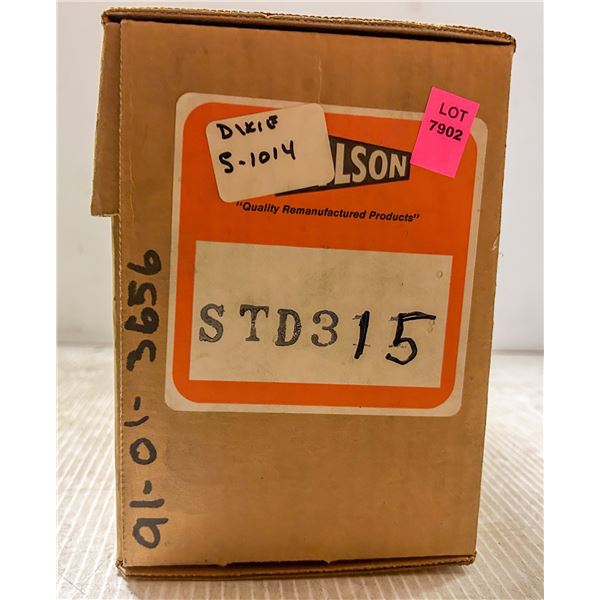 DIXIE
S-1014
LOT
7902
LSON
"Quality Remanufactured Products"
STD315
91-01-3656